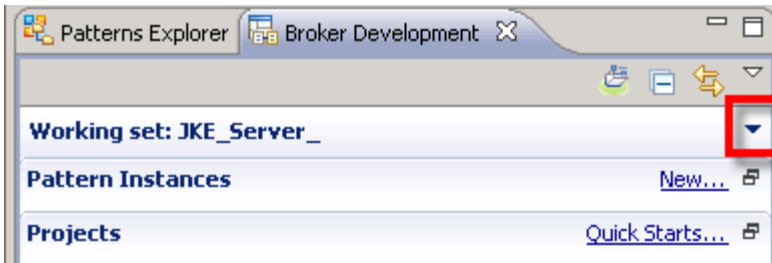 Patterns Explorer Broker Development
Working set: JKE_Server_
Pattern Instances New...
Projects Quick Starts...